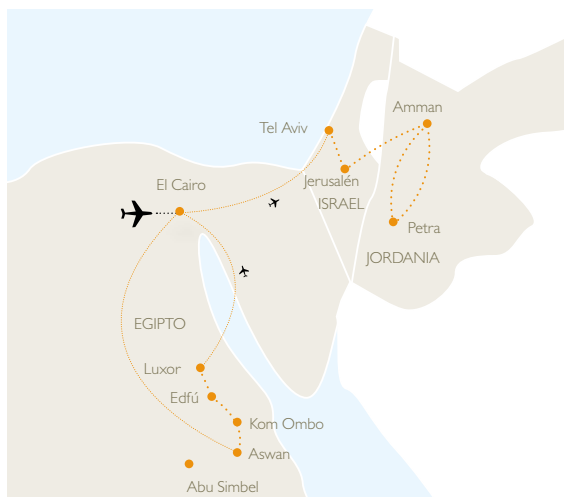 Amman
Tel Aviv
Jerusalén
El Cairo
ISRAEL
Petra
JORDANIA
EGIPTO
Luxor
Edfú
Kom Ombo
Aswan
Abu Simbel